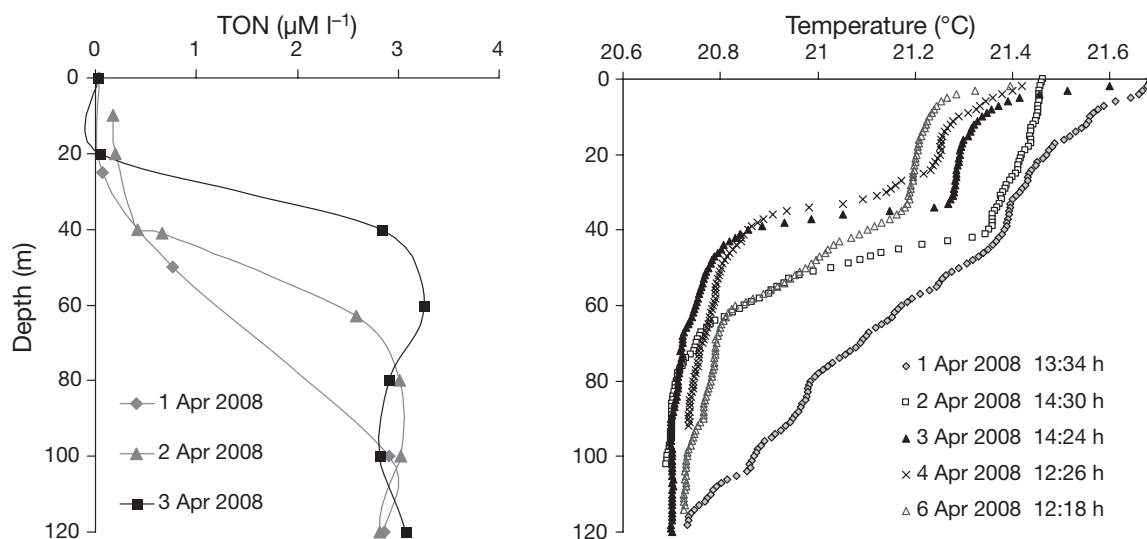 TON (µM l⁻¹)
0 1 2 3 4
0
20
40
60
80
100
120
Depth (m)
1 Apr 2008
2 Apr 2008
3 Apr 2008
Temperature (°C)
20.6 20.8 21 21.2 21.4 21.6
0
20
40
60
80
100
120
1 Apr 2008 13:34 h
2 Apr 2008 14:30 h
3 Apr 2008 14:24 h
4 Apr 2008 12:26 h
6 Apr 2008 12:18 h